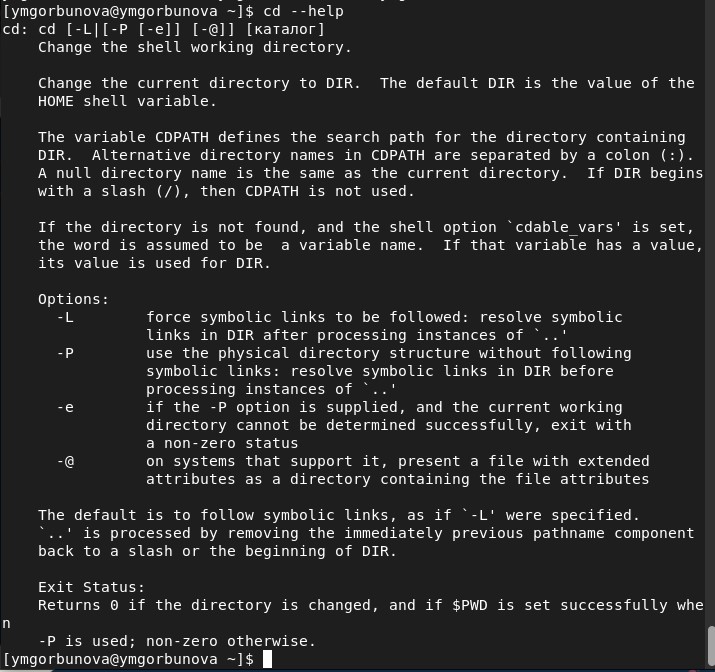 [ymgorbunova@ymgorbunova ~]$ cd --help
cd: cd [-L|[-P [-e]] [-@]] [каталог]
    Change the shell working directory.

    Change the current directory to DIR.  The default DIR is the value of the
    HOME shell variable.

    The variable CDPATH defines the search path for the directory containing
    DIR.  Alternative directory names in CDPATH are separated by a colon (:).
    A null directory name is the same as the current directory.  If DIR begins
    with a slash (/), then CDPATH is not used.

    If the directory is not found, and the shell option `cdable_vars' is set,
    the word is assumed to be  a variable name.  If that variable has a value,
    its value is used for DIR.

    Options:
      -L        force symbolic links to be followed: resolve symbolic
                links in DIR after processing instances of `..'
      -P        use the physical directory structure without following
                symbolic links: resolve symbolic links in DIR before
                processing instances of `..'
      -e        if the -P option is supplied, and the current working
                directory cannot be determined successfully, exit with
                a non-zero status
      -@        on systems that support it, present a file with extended
                attributes as a directory containing the file attributes

    The default is to follow symbolic links, as if `-L' were specified.
    `..' is processed by removing the immediately previous pathname component
    back to a slash or the beginning of DIR.

    Exit Status:
    Returns 0 if the directory is changed, and if $PWD is set successfully whe
n
    -P is used; non-zero otherwise.
[ymgorbunova@ymgorbunova ~]$